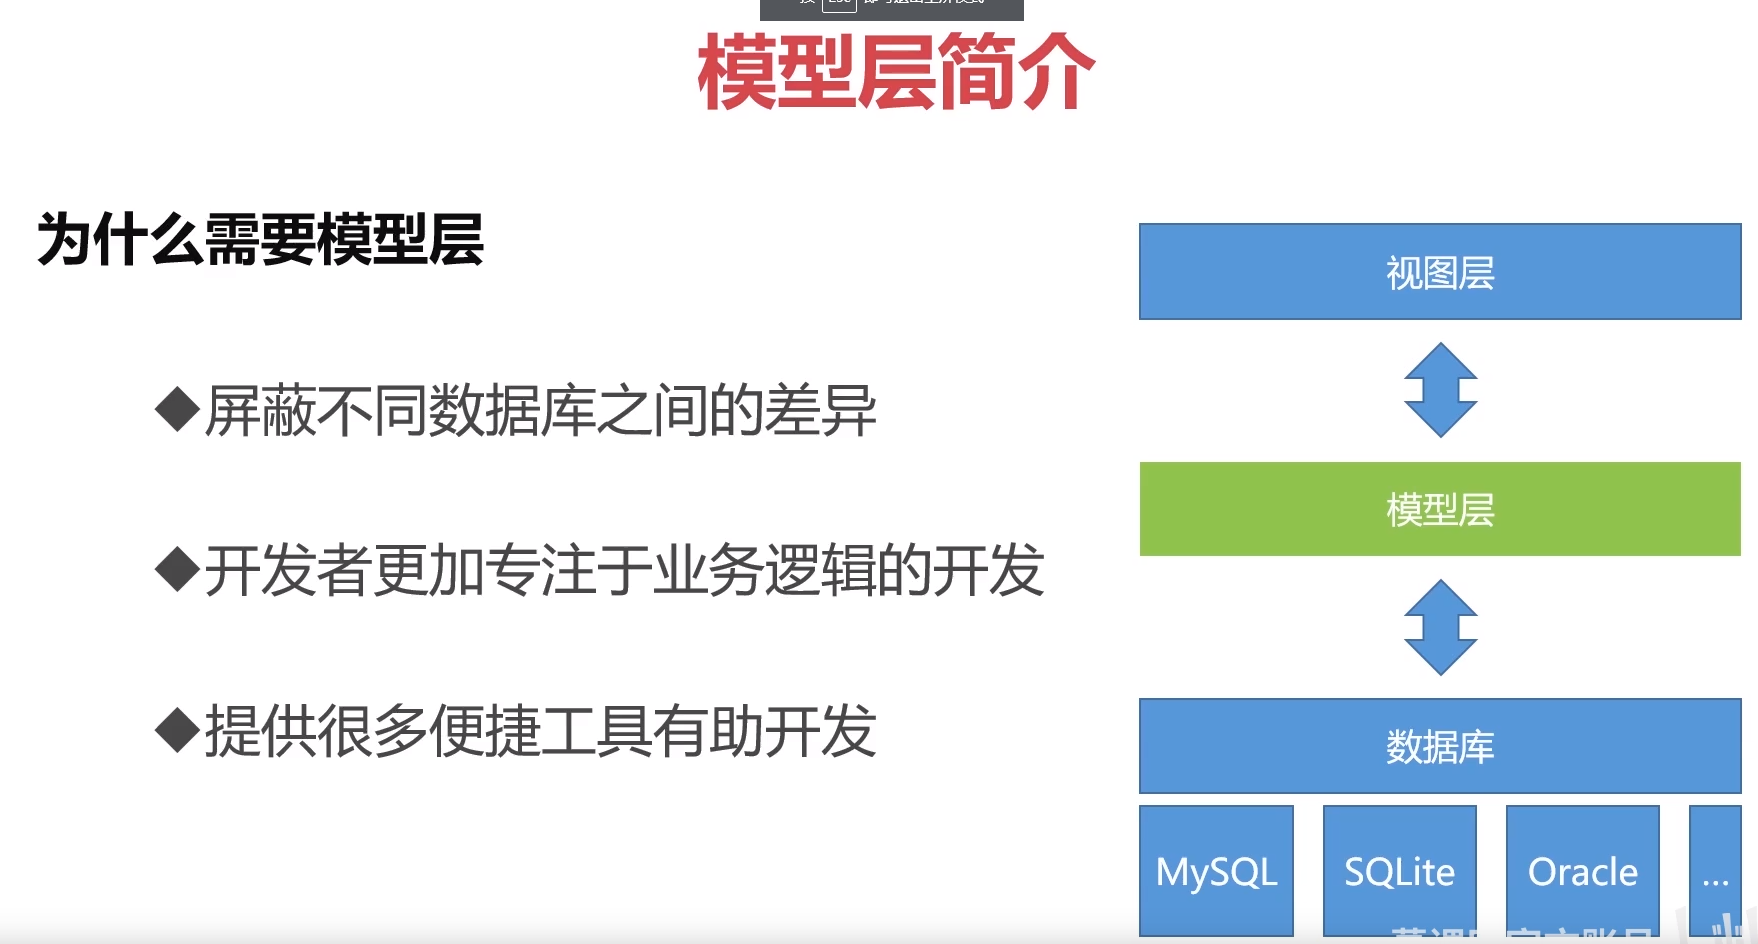 模型层简介
为什么需要模型层
◆屏蔽不同数据库之间的差异
◆开发者更加专注于业务逻辑的开发
◆提供很多便捷工具有助开发
视图层
模型层
数据库
MySQL
SQLite
Oracle
...